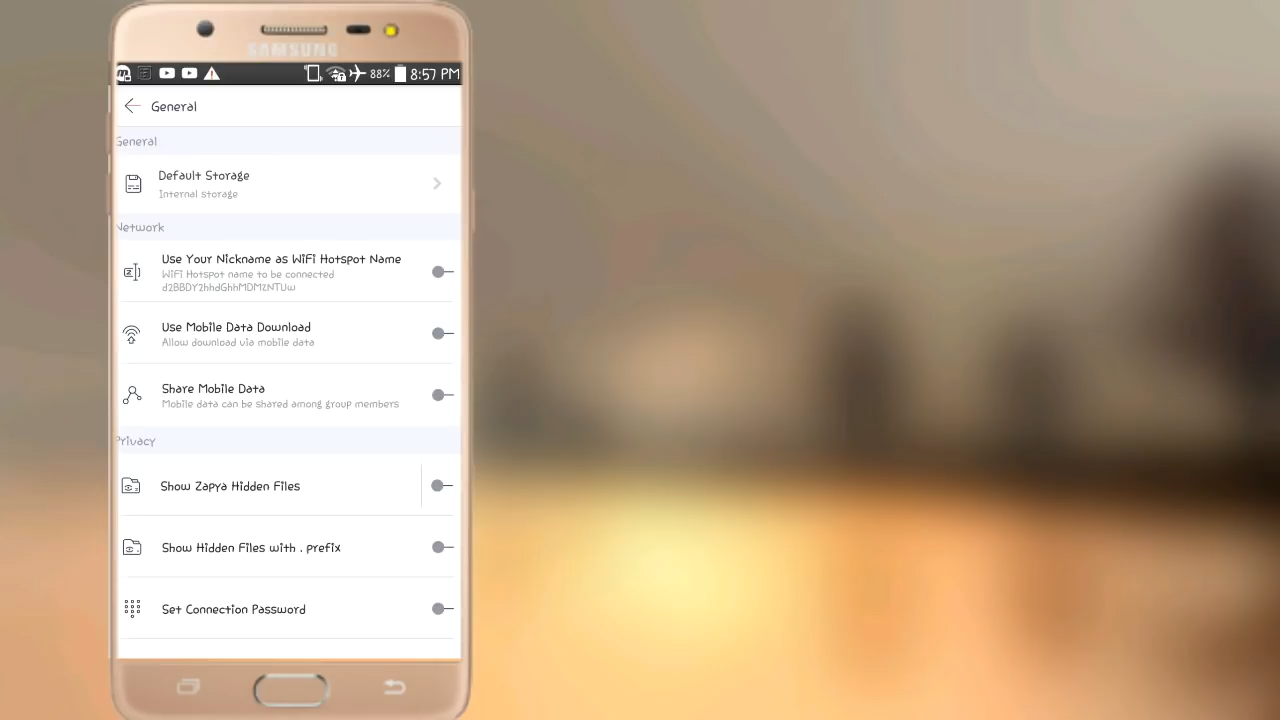 SAMSUNG
88% 8:57 PM
General
General
Default Storage
Internal storage
Network
Use Your Nickname as WiFi Hotspot Name
WiFi Hotspot name to be connected
Use Mobile Data Download
Allow download via mobile data
Share Mobile Data
Mobile data can be shared among group members
Privacy
Show Zapya Hidden Files
Show Hidden Files with . prefix
Set Connection Password